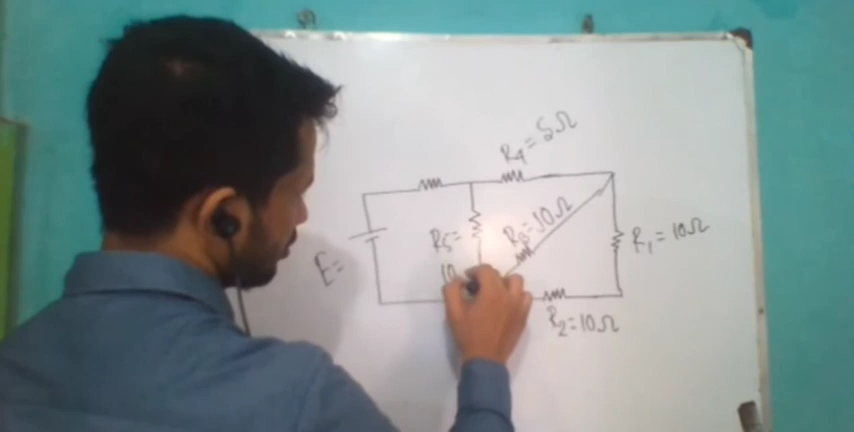 R4 = 5Ω
R3 = 10Ω
R5 =
10
R1 = 10Ω
E =
R2 = 10Ω